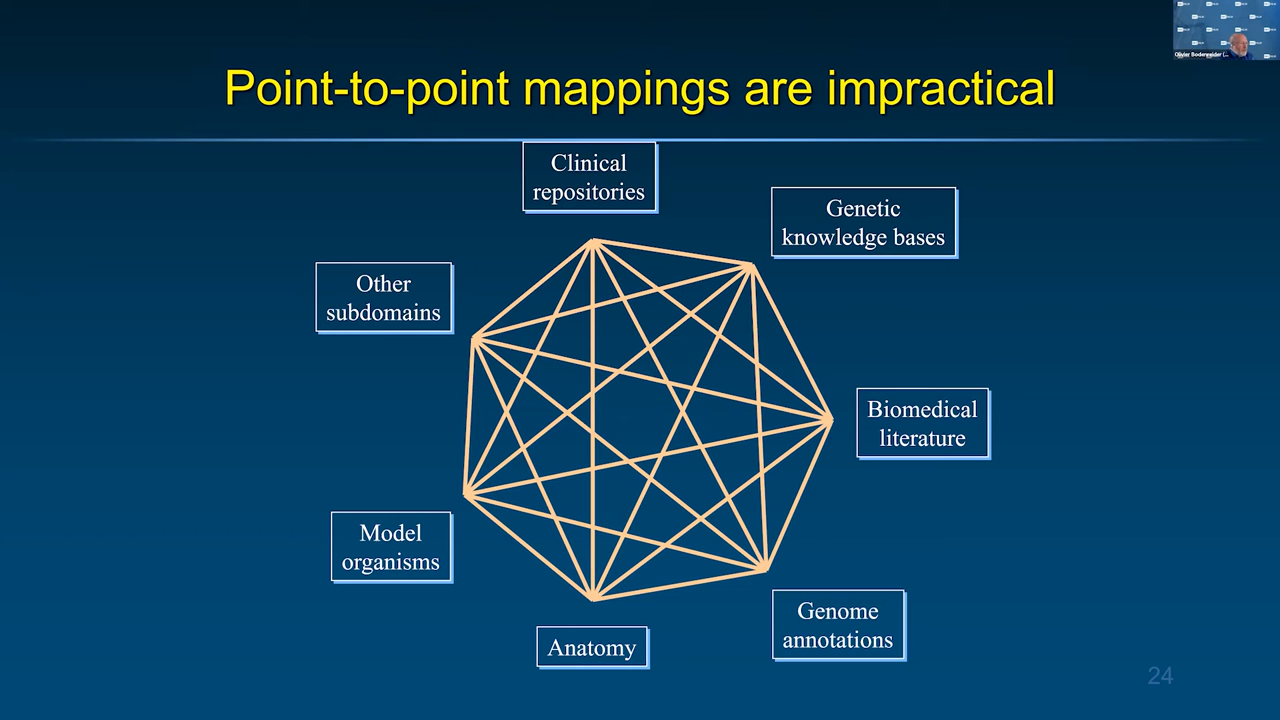 Point-to-point mappings are impractical
Clinical
repositories
Genetic
knowledge bases
Other
subdomains
Biomedical
literature
Model
organisms
Genome
annotations
Anatomy
24